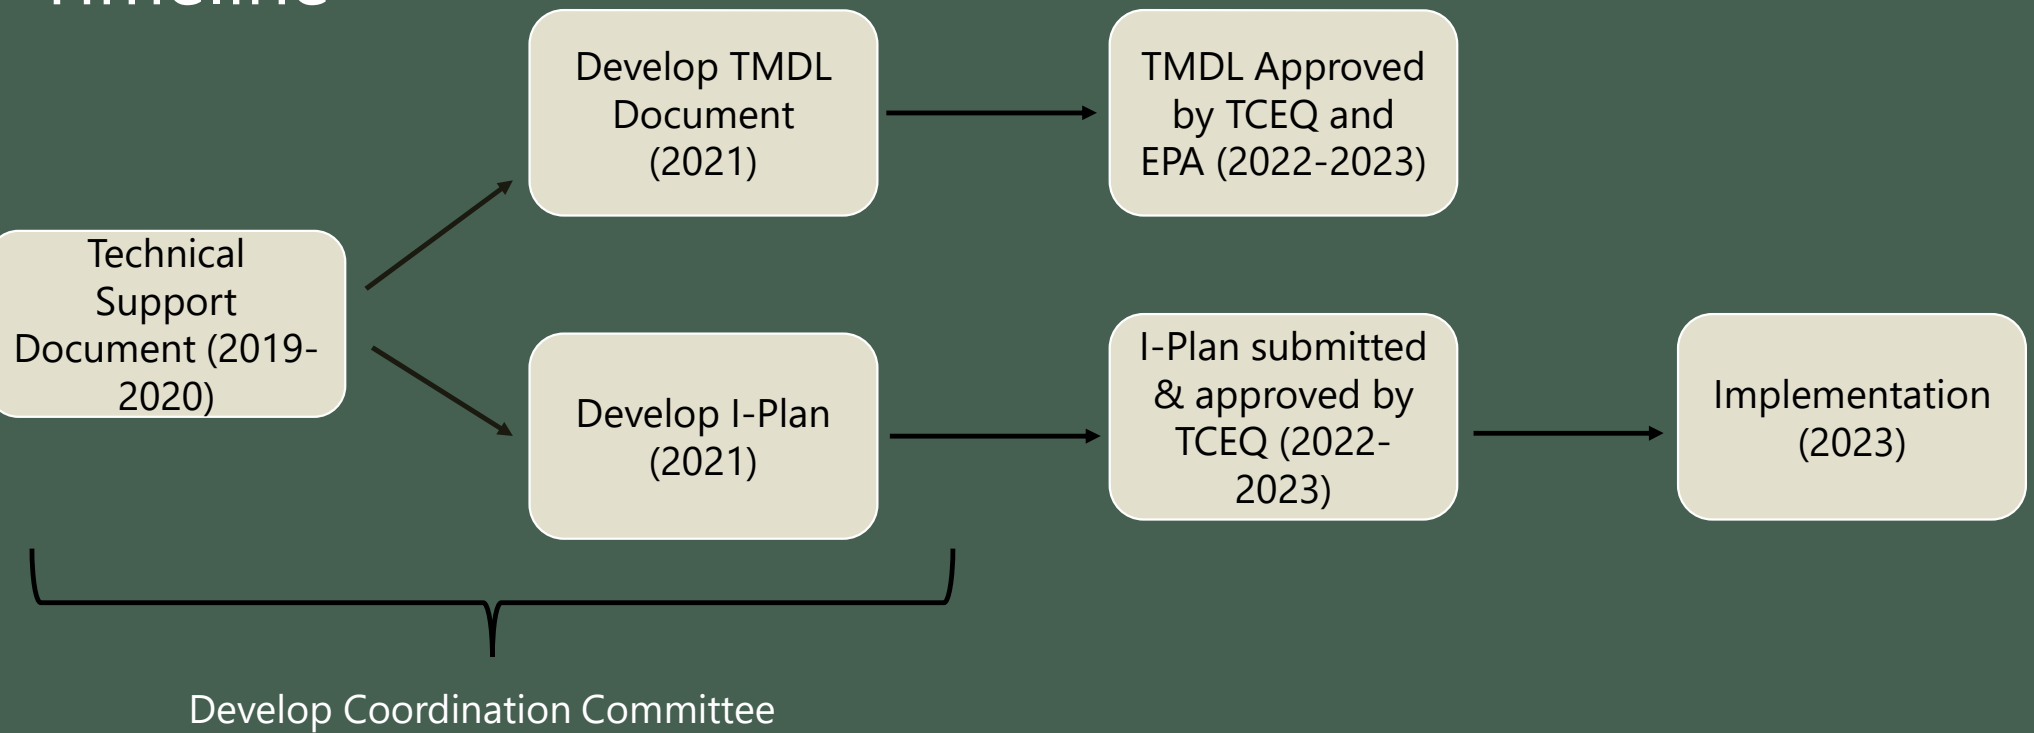 Timeline
Develop TMDL
Document
(2021)
TMDL Approved
by TCEQ and
EPA (2022-2023)
Technical
Support
Document (2019-
2020)
Develop I-Plan
(2021)
I-Plan submitted
& approved by
TCEQ (2022-
2023)
Implementation
(2023)
Develop Coordination Committee